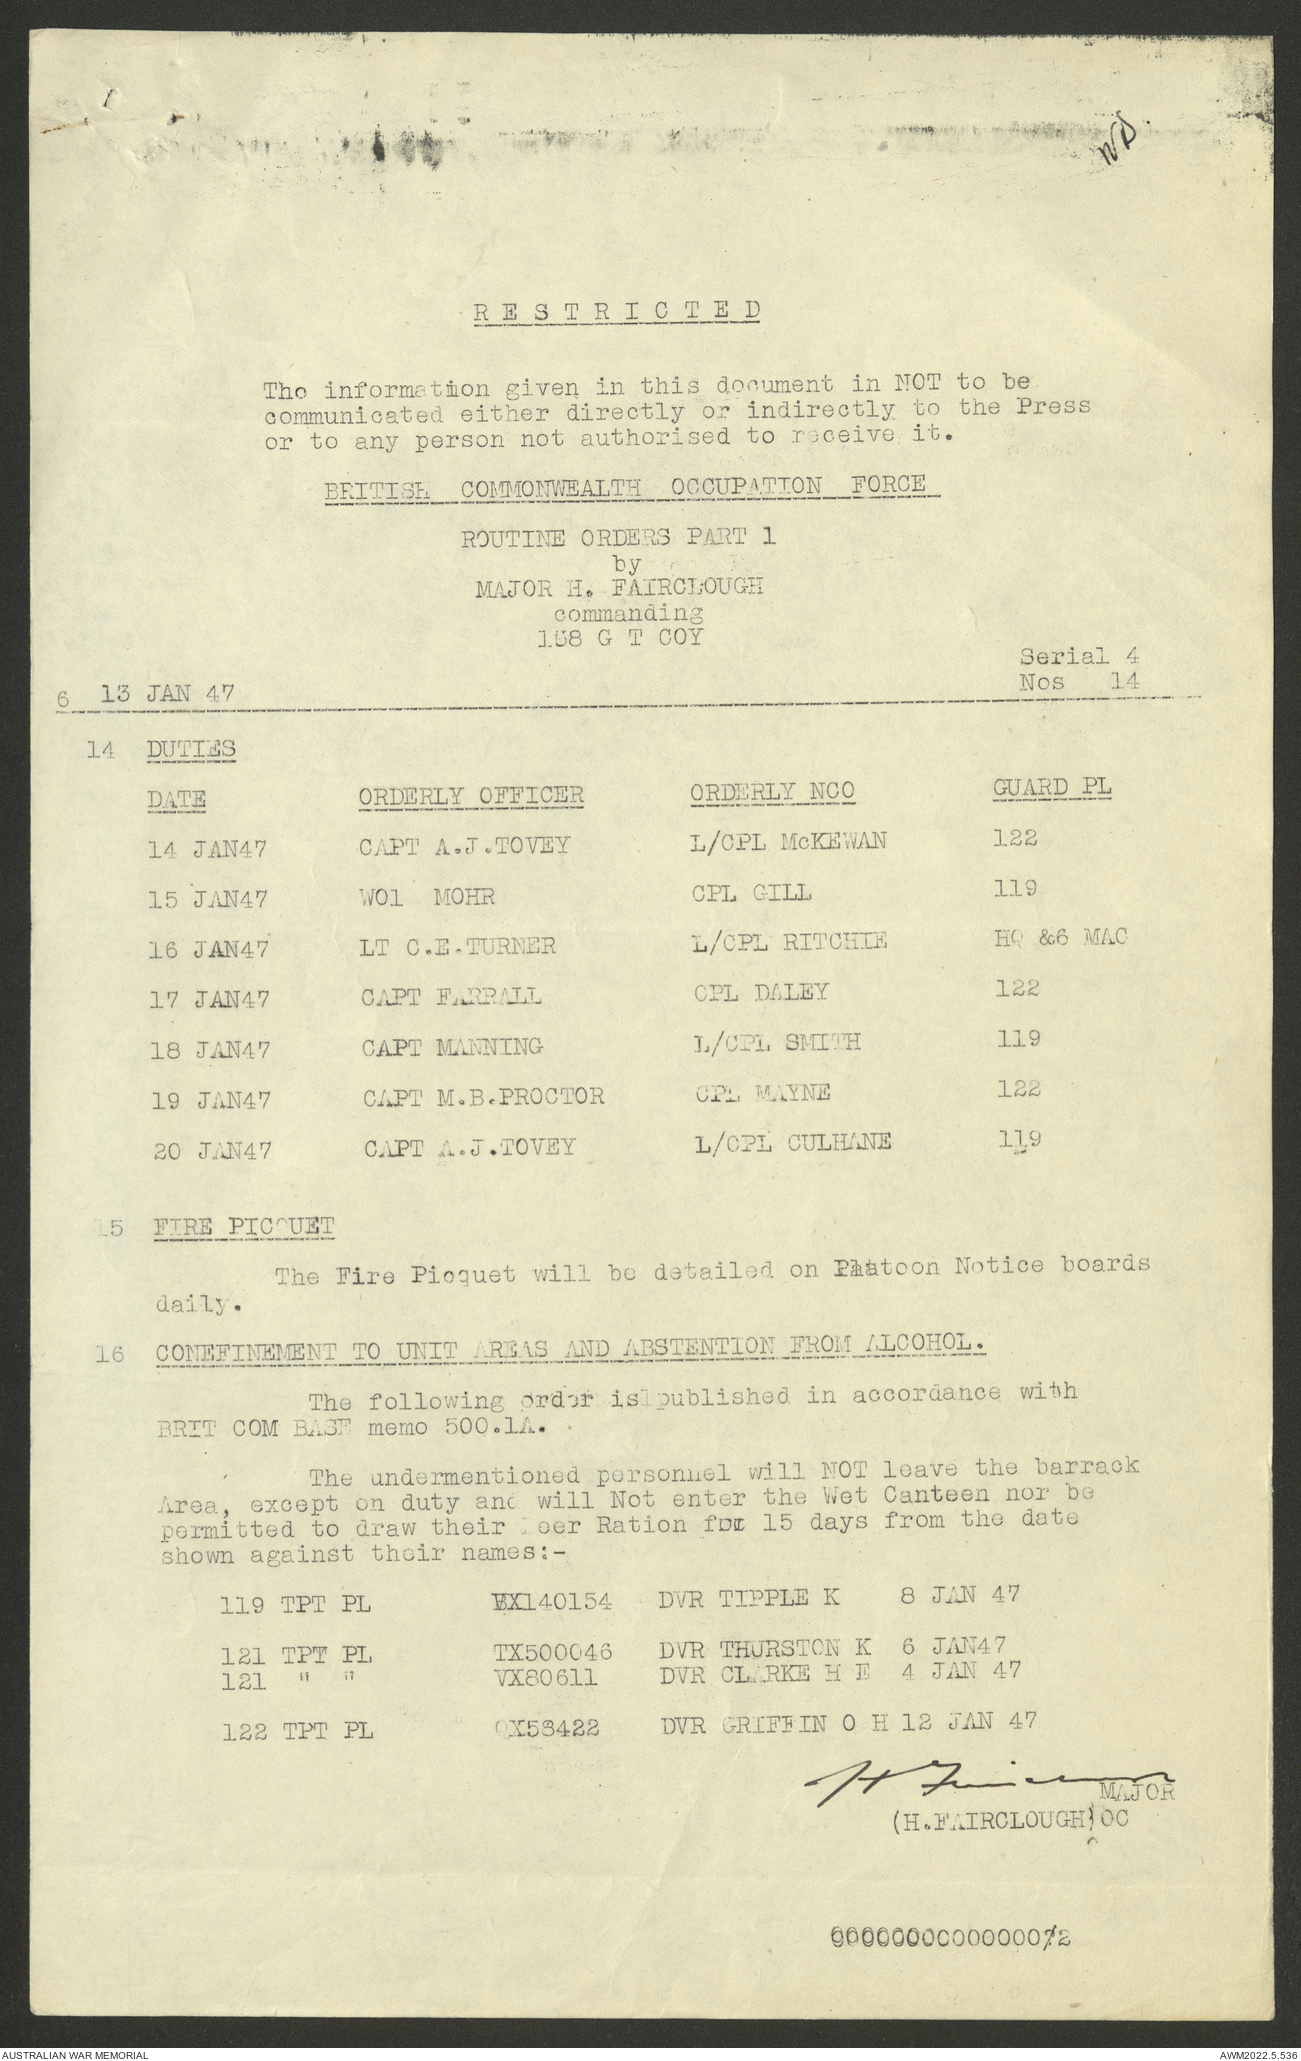 R E S T R I C T E D
The information given in this document in NOT to be
communicated either directly or indirectly to the Press
or to any person not authorised to receive it.
BRITISH COMMONWEALTH OCCUPATION FORCE
ROUTINE ORDERS PART 1
by
MAJOR H. FAIRCLOUGH
commanding
158 G T COY
Serial 4
Nos 14
6 13 JAN 47
14 DUTIES
DATE ORDERLY OFFICER ORDERLY NCO GUARD PL
14 JAN47 CAPT A.J.TOVEY L/CPL McKEWAN 122
15 JAN47 WO1 MOHR CPL GILL 119
16 JAN47 LT C.E.TURNER L/CPL RITCHIE HQ &6 MAC
17 JAN47 CAPT FARRALL CPL DALEY 122
18 JAN47 CAPT MANNING L/CPL SMITH 119
19 JAN47 CAPT M.B.PROCTOR CPL MAYNE 122
20 JAN47 CAPT A.J.TOVEY L/CPL CULHANE 119
15 FIRE PICQUET
The Fire Picquet will be detailed on Platoon Notice boards
daily.
16 CONEFINEMENT TO UNIT AREAS AND ABSTENTION FROM ALCOHOL.
The following order is published in accordance with
BRIT COM BASE memo 500.1A.
The undermentioned personnel will NOT leave the barrack
Area, except on duty and will Not enter the Wet Canteen nor be
permitted to draw their Beer Ration for 15 days from the date
shown against their names:-
119 TPT PL VX140154 DVR TIPPLE K 8 JAN 47
121 TPT PL TX500046 DVR THURSTON K 6 JAN47
121 " " VX80611 DVR CLARKE H E 4 JAN 47
122 TPT PL QX58422 DVR GRIFFIN O H 12 JAN 47
H Fairclough
MAJOR
(H.FAIRCLOUGH) OC
AUSTRALIAN WAR MEMORIAL
AWM2022.5.536